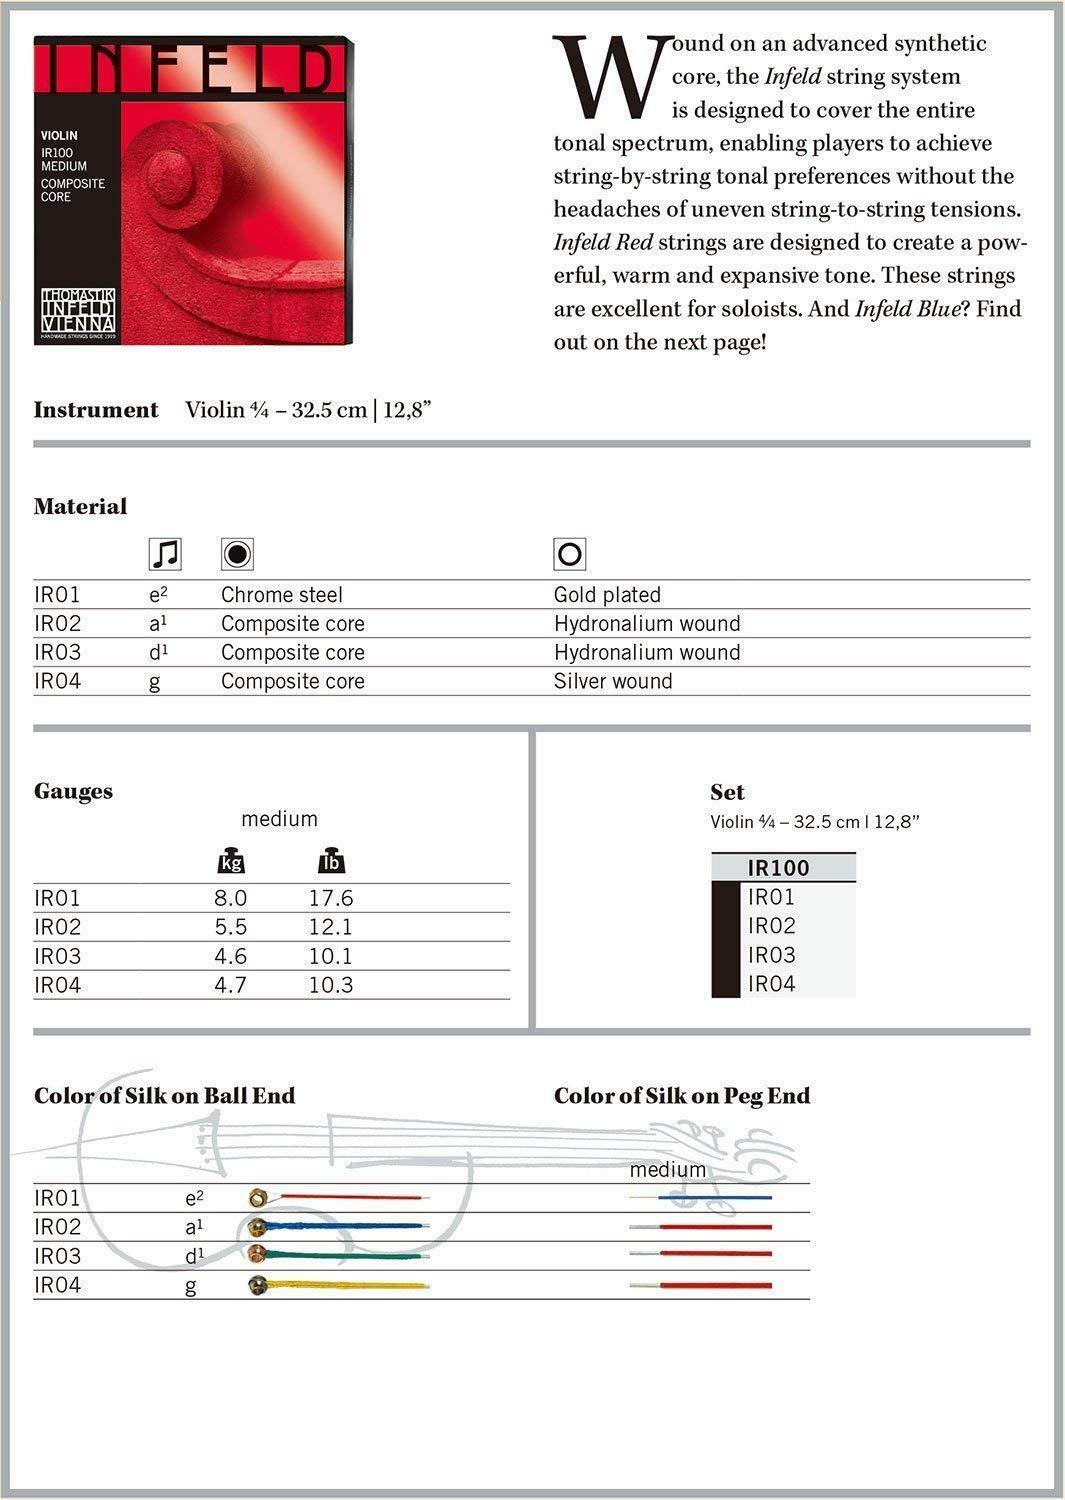 INFELD
VIOLIN
IR100
MEDIUM
COMPOSITE
CORE
THOMASTIK
INFELD
VIENNA
HANDMADE STRINGS SINCE 1919
Wound on an advanced synthetic
core, the Infeld string system
is designed to cover the entire
tonal spectrum, enabling players to achieve
string-by-string tonal preferences without the
headaches of uneven string-to-string tensions.
Infeld Red strings are designed to create a pow-
erful, warm and expansive tone. These strings
are excellent for soloists. And Infeld Blue? Find
out on the next page!
Instrument Violin 4/4 – 32.5 cm | 12,8”
Material
IR01 e² Chrome steel Gold plated
IR02 a¹ Composite core Hydronalium wound
IR03 d¹ Composite core Hydronalium wound
IR04 g Composite core Silver wound
Gauges
medium
kg lb
IR01 8.0 17.6
IR02 5.5 12.1
IR03 4.6 10.1
IR04 4.7 10.3
Set
Violin 4/4 – 32.5 cm I 12,8”
IR100
IR01
IR02
IR03
IR04
Color of Silk on Ball End Color of Silk on Peg End
medium
IR01 e²
IR02 a¹
IR03 d¹
IR04 g